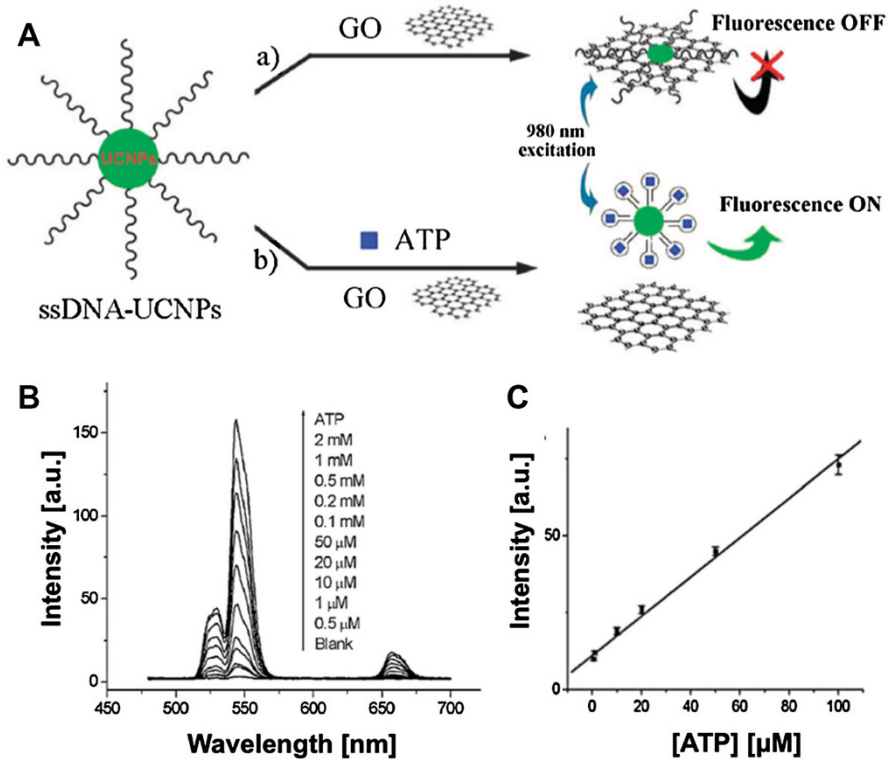 A
a)
GO
Fluorescence OFF
UCNPs
980 nm
excitation
ssDNA-UCNPs
b)
ATP
GO
Fluorescence ON
B
Intensity [a.u.]
150
100
50
0
450
500
550
600
650
700
Wavelength [nm]
ATP
2 mM
1 mM
0.5 mM
0.2 mM
0.1 mM
50 μM
20 μM
10 μM
1 μM
0.5 μM
Blank
C
Intensity [a.u.]
50
0
0
20
40
60
80
100
[ATP] [μM]